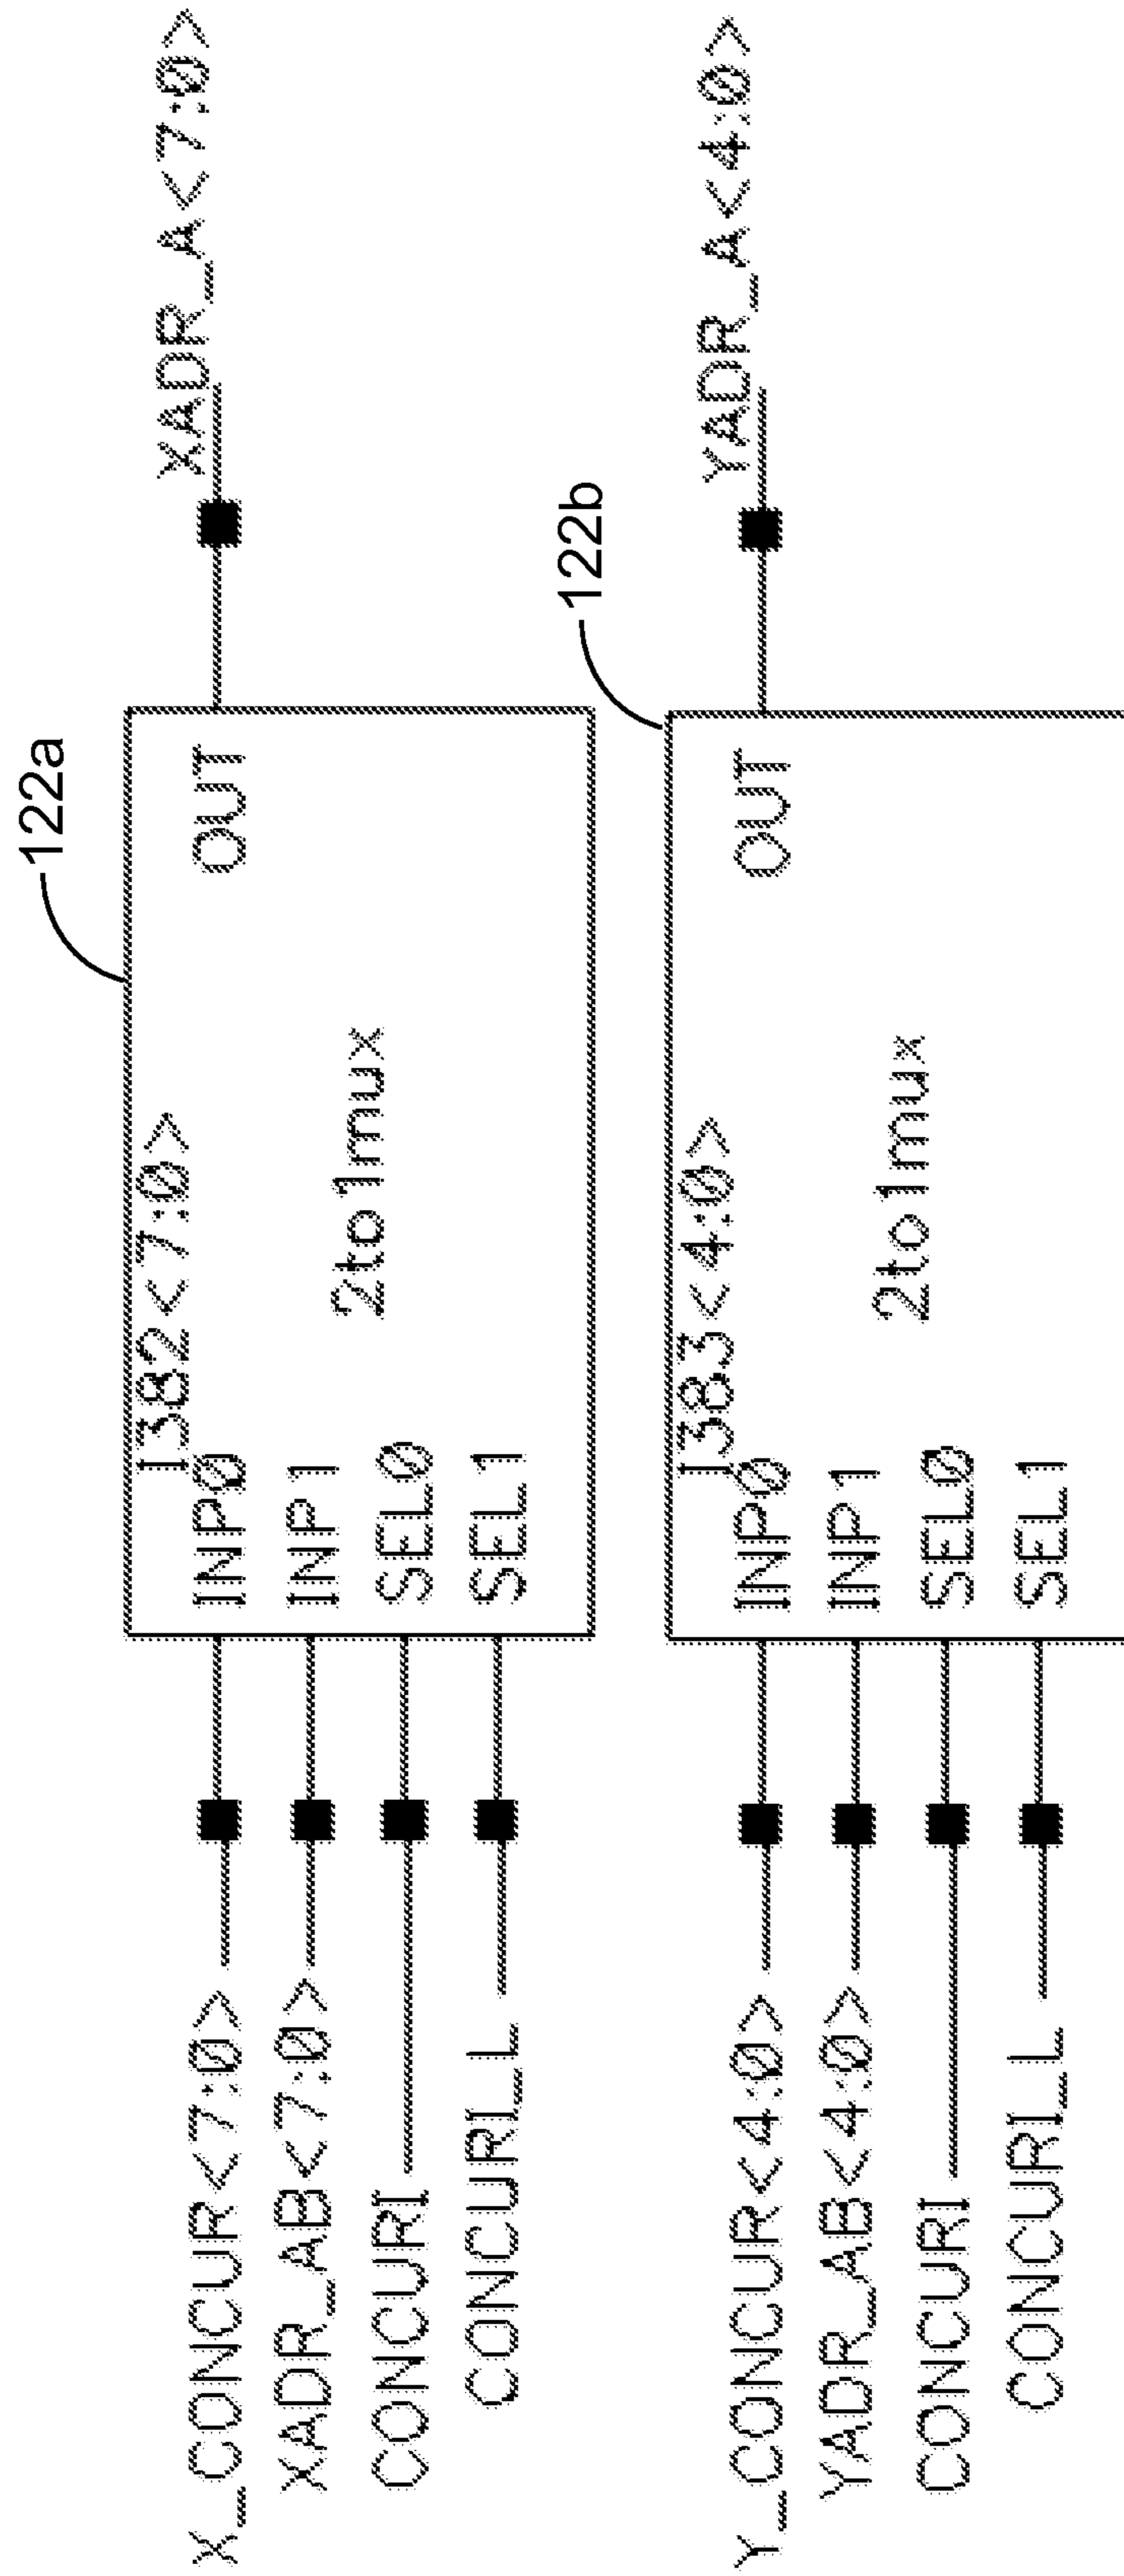 122a
I382<7:0>
X_CONCUR<7:0>
INP0
OUT
XADR_A<7:0>
XADR_AB<7:0>
INP1
2to1mux
CONCURI
SEL0
CONCURI_L
SEL1
122b
I383<4:0>
Y_CONCUR<4:0>
INP0
OUT
YADR_A<4:0>
YADR_AB<4:0>
INP1
2to1mux
CONCURI
SEL0
CONCURI_L
SEL1